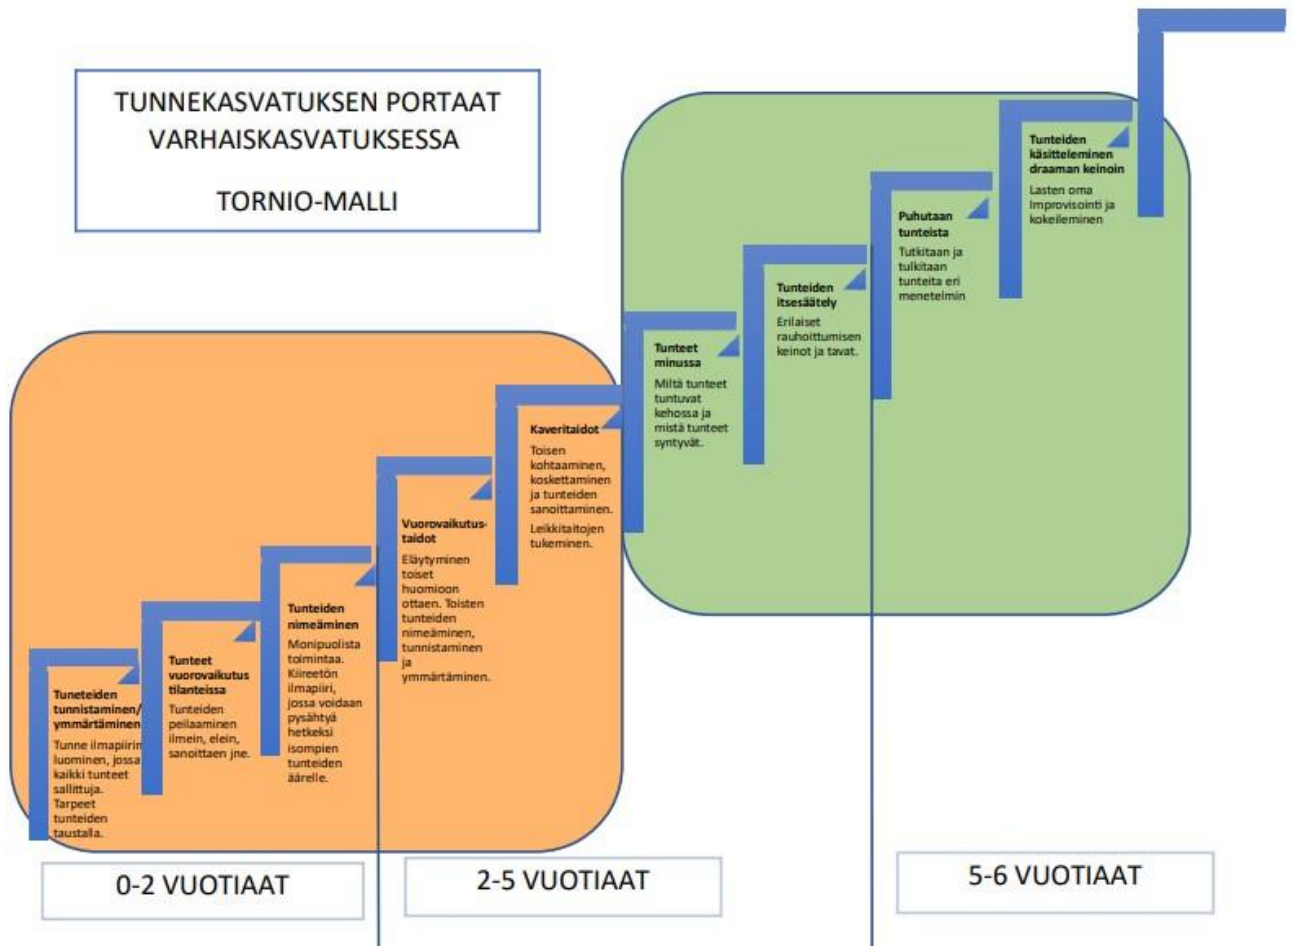 TUNNEKASVATUKSEN PORTAAT
VARHAISKASVATUKSESSA
TORNIO-MALLI
Tuneteiden
tunnistaminen/
ymmärtäminen
Tunne ilmapiirin
luominen, jossa
kaikki tunteet
sallittuja.
Tarpeet
tunteiden
taustalla.
Tunteet
vuorovaikutus
tilanteissa
Tunteiden
peilaaminen
ilmein, elein,
sanoittaen jne.
Tunteiden
nimeäminen
Monipuolista
toimintaa.
Kiireetön
ilmapiiri,
jossa voidaan
pysähtyä
hetkeksi
isompien
tunteiden
äärelle.
Vuorovaikutus-
taidot
Eläytyminen
toiset
huomioon
ottaen. Toisten
tunteiden
nimeäminen,
tunnistaminen
ja
ymmärtäminen.
Kaveritaidot
Toisen
kohtaaminen,
koskettaminen
ja tunteiden
sanoittaminen.
Leikkitaitojen
tukeminen.
Tunteet
minussa
Miltä tunteet
tuntuvat
kehossa ja
mistä tunteet
syntyvät.
Tunteiden
itsesäätely
Erilaiset
rauhoittumisen
keinot ja tavat.
Puhutaan
tunteista
Tutkitaan ja
tulkitaan
tunteita eri
menetelmin
Tunteiden
käsitteleminen
draaman keinoin
Lasten oma
Improvisointi ja
kokeileminen
0-2 VUOTIAAT
2-5 VUOTIAAT
5-6 VUOTIAAT